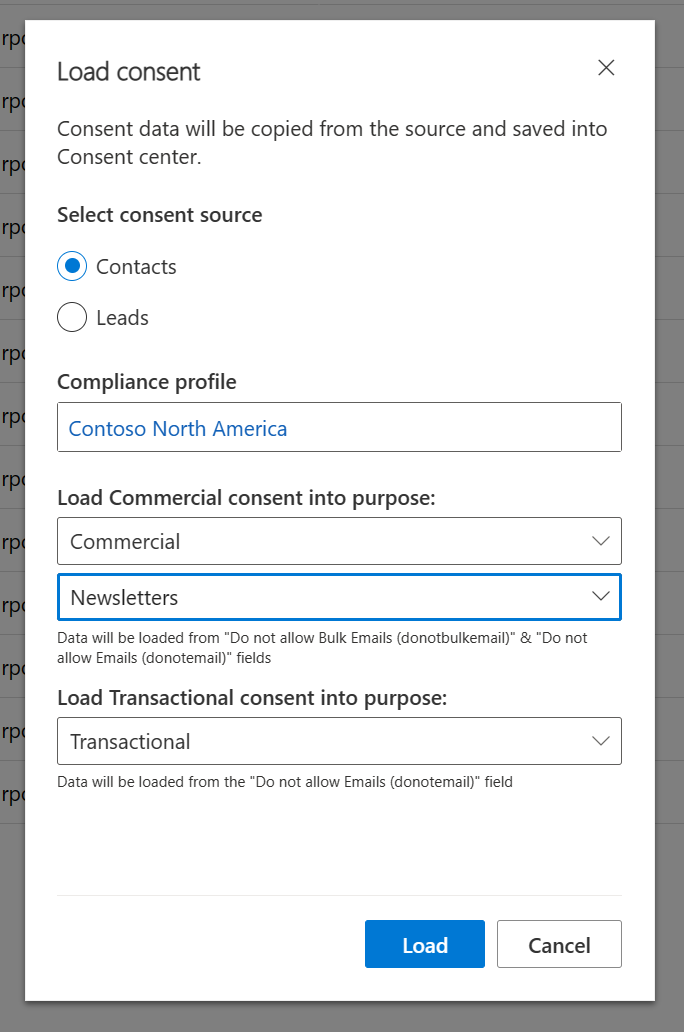 Load consent
Consent data will be copied from the source and saved into
Consent center.
Select consent source
Contacts
Leads
Compliance profile
Contoso North America
Load Commercial consent into purpose:
Commercial
Newsletters
Data will be loaded from "Do not allow Bulk Emails (donotbulkemail)" & "Do not
allow Emails (donotemail)" fields
Load Transactional consent into purpose:
Transactional
Data will be loaded from the "Do not allow Emails (donotemail)" field
Load
Cancel